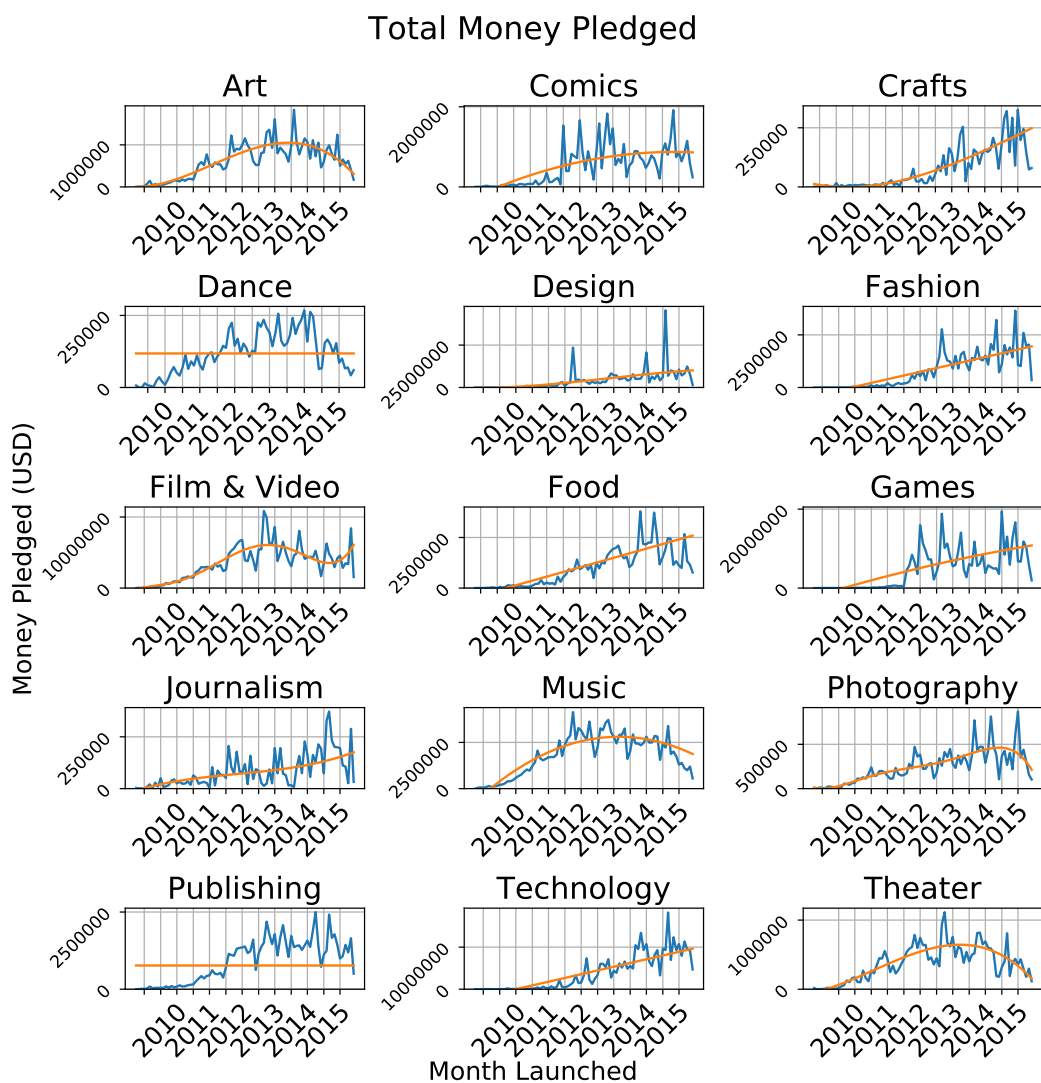 Total Money Pledged
Art Comics Crafts
1000000 0 2000000 0 250000 0
2010 2011 2012 2013 2014 2015 2010 2011 2012 2013 2014 2015 2010 2011 2012 2013 2014 2015
Dance Design Fashion
250000 0 25000000 0 2500000 0
2010 2011 2012 2013 2014 2015 2010 2011 2012 2013 2014 2015 2010 2011 2012 2013 2014 2015
Money Pledged (USD)
Film & Video Food Games
10000000 0 2500000 0 20000000 0
2010 2011 2012 2013 2014 2015 2010 2011 2012 2013 2014 2015 2010 2011 2012 2013 2014 2015
Journalism Music Photography
250000 0 2500000 0 500000 0
2010 2011 2012 2013 2014 2015 2010 2011 2012 2013 2014 2015 2010 2011 2012 2013 2014 2015
Publishing Technology Theater
2500000 0 10000000 0 1000000 0
2010 2011 2012 2013 2014 2015 2010 2011 2012 2013 2014 2015 2010 2011 2012 2013 2014 2015
Month Launched